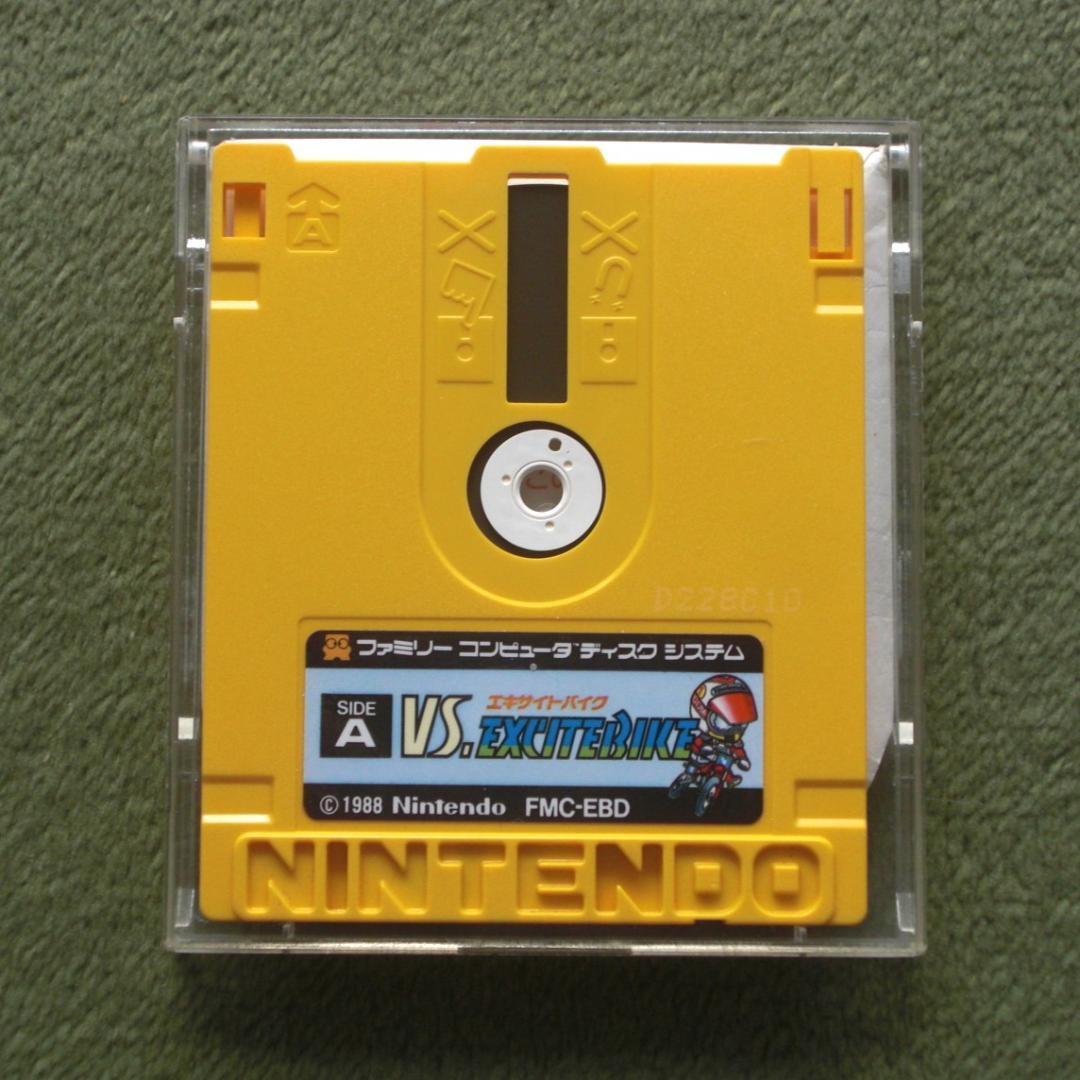 A
D228C10
ファミリー コンピュータ ディスク システム
SIDE
A
エキサイトバイク
VS. EXCITEBIKE
© 1988 Nintendo FMC-EBD
NINTENDO